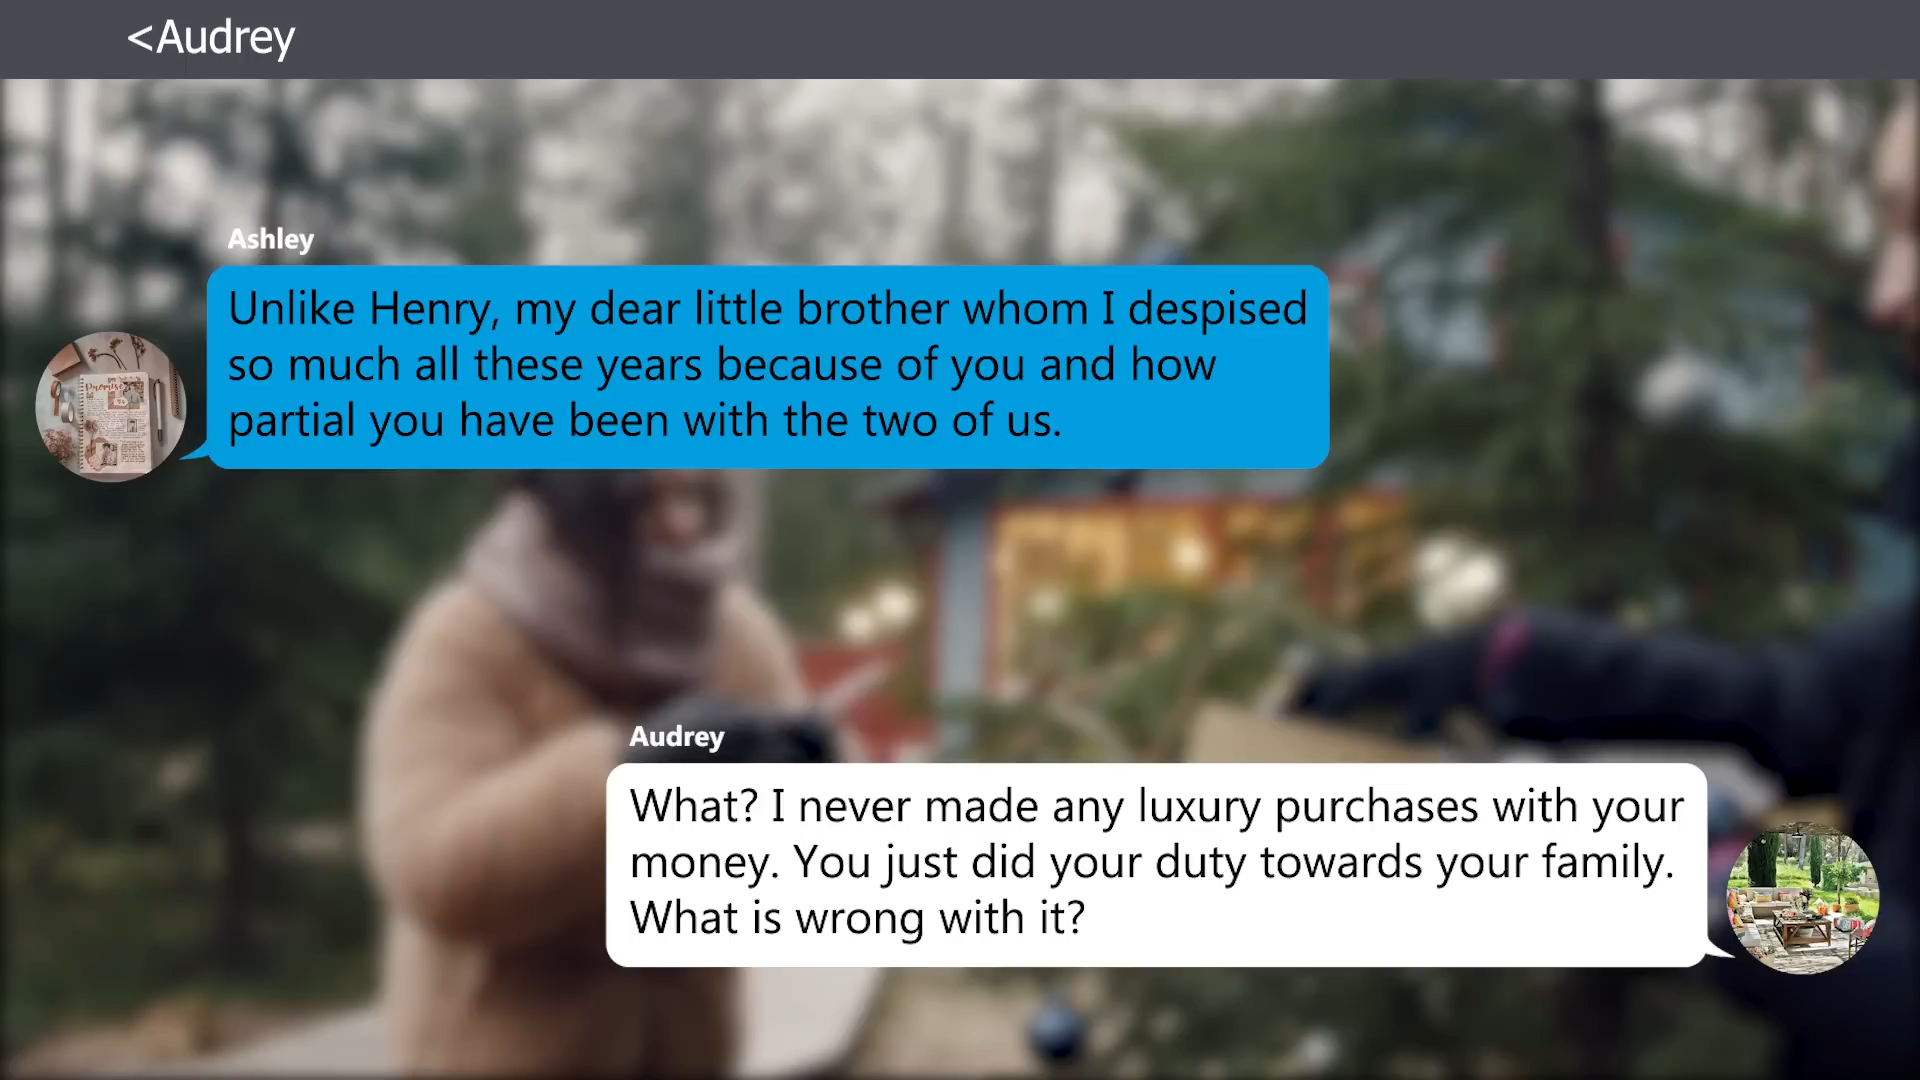 <Audrey
Ashley
Unlike Henry, my dear little brother whom I despised
so much all these years because of you and how
partial you have been with the two of us.
Promise
Audrey
What? I never made any luxury purchases with your
money. You just did your duty towards your family.
What is wrong with it?